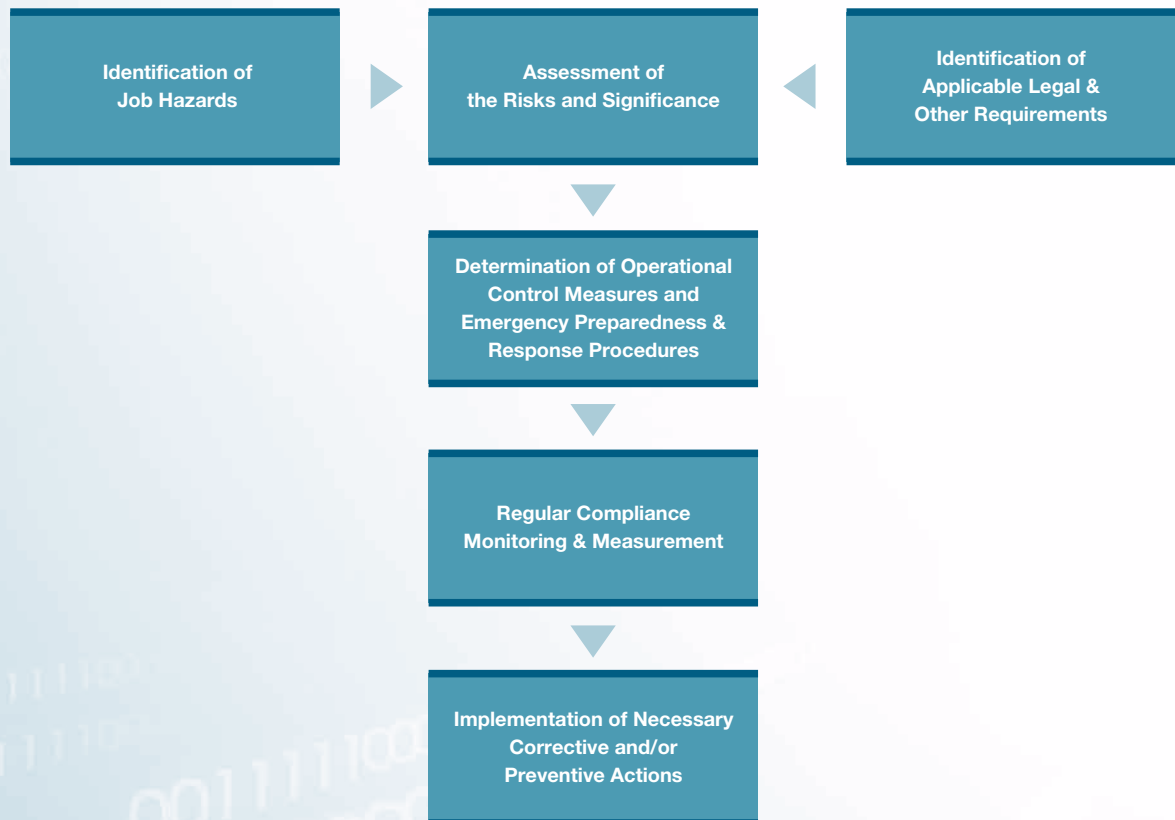 Identification of
Job Hazards
Assessment of
the Risks and Significance
Identification of
Applicable Legal &
Other Requirements
Determination of Operational
Control Measures and
Emergency Preparedness &
Response Procedures
Regular Compliance
Monitoring & Measurement
Implementation of Necessary
Corrective and/or
Preventive Actions